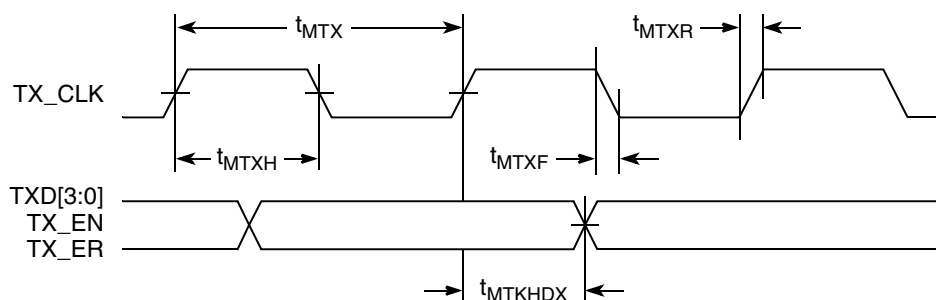 tMTX
tMTXR
TX_CLK
tMTXH
tMTXF
TXD[3:0]
TX_EN
TX_ER
tMTKHDX